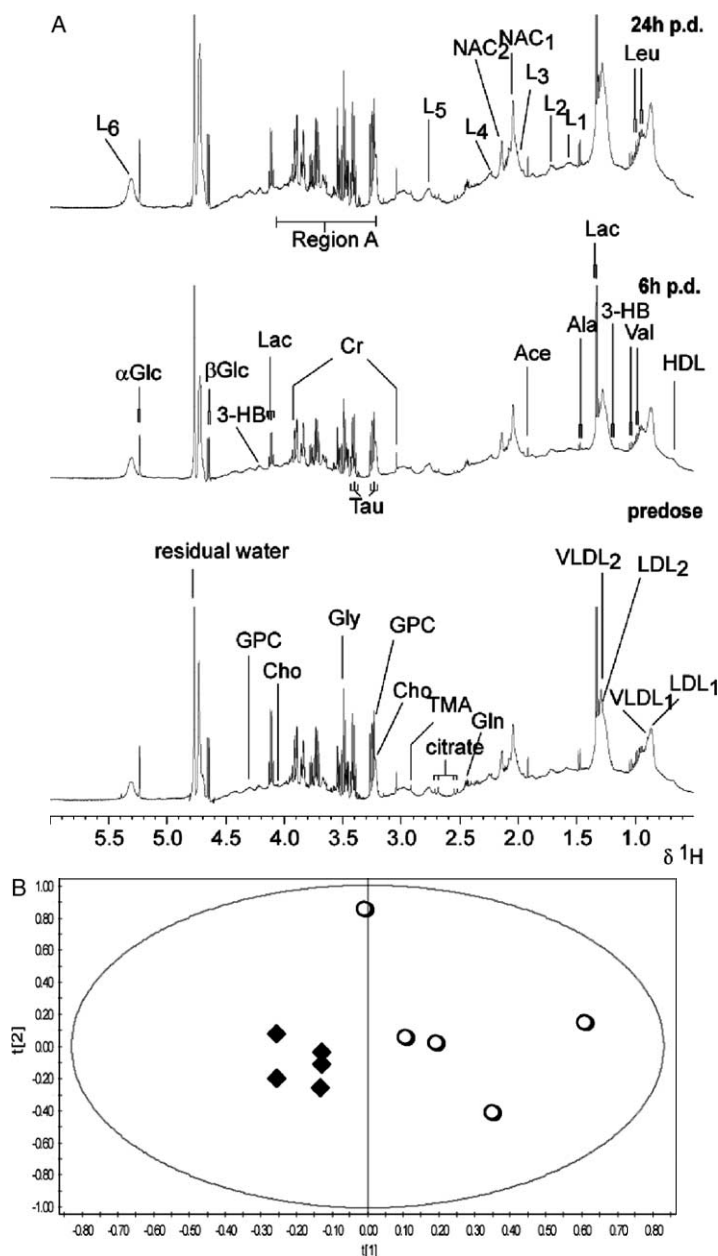 A
24h p.d.
NAC2 NAC1 L3 Leu
L6 L5 L4 L2 L1
Region A
Lac
6h p.d.
αGlc βGlc Lac Cr Ace Ala 3-HB Val HDL
3-HB
Tau
predose
residual water VLDL2 LDL2
GPC Cho Gly GPC Cho TMA Gln VLDL1 LDL1
citrate
5.5 5.0 4.5 4.0 3.5 3.0 2.5 2.0 1.5 1.0
δ 1H
B
1.00
0.80
0.60
0.40
0.20
0.00
-0.20
-0.40
-0.60
-0.80
-1.00
t[2]
-0.80 -0.70 -0.60 -0.50 -0.40 -0.30 -0.20 -0.10 0.00 0.10 0.20 0.30 0.40 0.50 0.60 0.70 0.80
t[1]